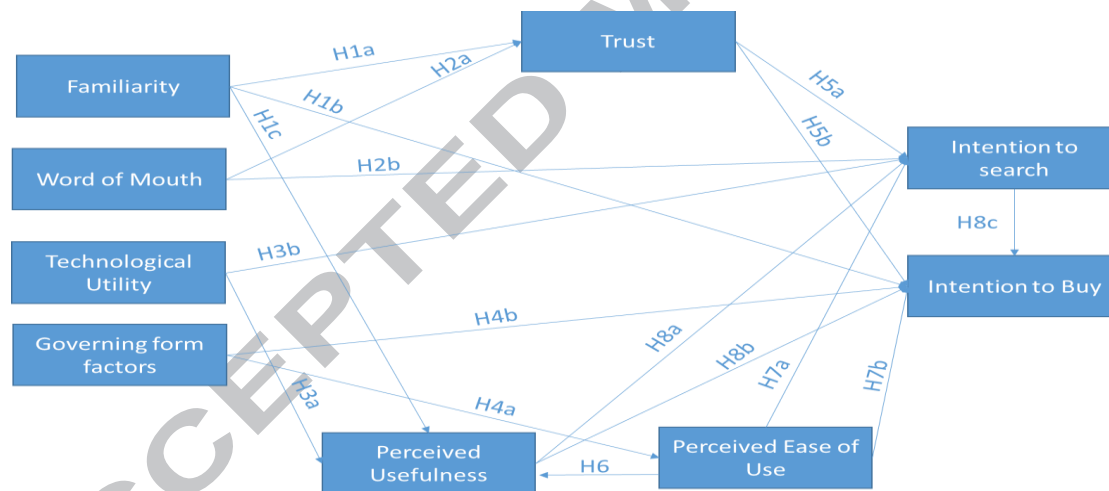 Trust
Familiarity
H1a
H2a
H1b
H1c
H5a
H5b
Word of Mouth
H2b
Intention to
search
H8c
Technological
Utility
H3b
Intention to Buy
Governing form
factors
H4b
H3a
H4a
H8a
H8b
H7a
H7b
Perceived
Usefulness
H6
Perceived Ease of
Use
CCEPTED